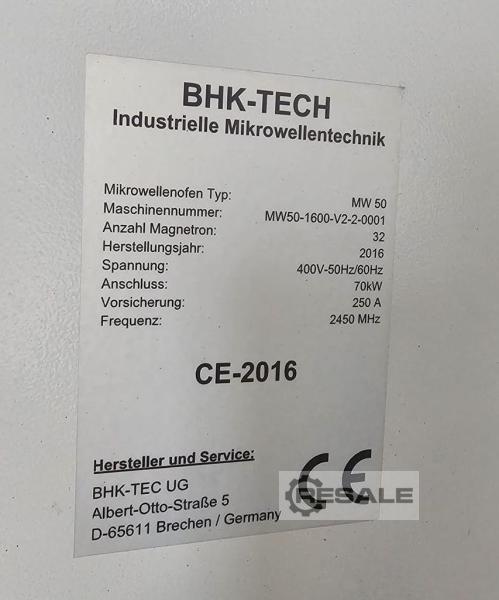 BHK-TECH
Industrielle Mikrowellentechnik
Mikrowellenofen Typ: MW 50
Maschinennummer: MW50-1600-V2-2-0001
Anzahl Magnetron: 32
Herstellungsjahr: 2016
Spannung: 400V-50Hz/60Hz
Anschluss: 70kW
Vorsicherung: 250 A
Frequenz: 2450 MHz
CE-2016
Hersteller und Service:
BHK-TEC UG
Albert-Otto-Straße 5
D-65611 Brechen / Germany
CE
RESALE